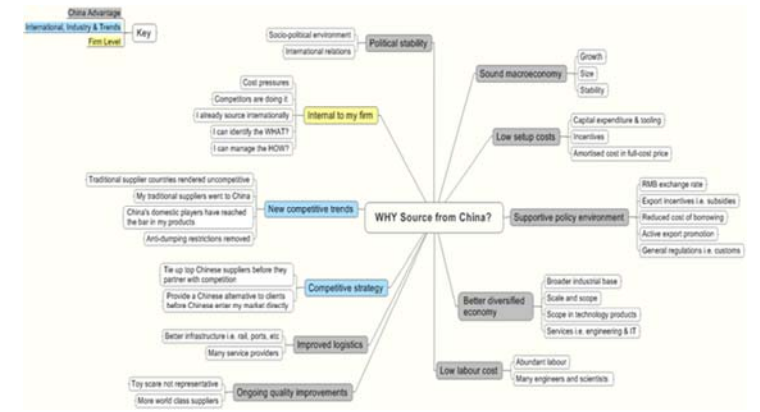 China Advantage
International, Industry & Trends
Firm Level
Key
Socio-political environment
International relations
Political stability
Cost pressures
Competitors are doing it
I already source internationally
I can identify the WHAT?
I can manage the HOW?
Internal to my firm
Traditional supplier countries rendered uncompetitive
My traditional suppliers went to China
China's domestic players have reached
the bar in my products
Anti-dumping restrictions removed
New competitive trends
Tie up top Chinese suppliers before they
partner with competition
Provide a Chinese alternative to clients
before Chinese enter my market directly
Competitive strategy
Better infrastructure i.e. rail, ports, etc
Many service providers
Improved logistics
Toy scare not representative
More world class suppliers
Ongoing quality improvements
WHY Source from China?
Sound macroeconomy
Growth
Size
Stability
Low setup costs
Capital expenditure & tooling
Incentives
Amortised cost in full-cost price
Supportive policy environment
RMB exchange rate
Export incentives i.e. subsidies
Reduced cost of borrowing
Active export promotion
General regulations i.e. customs
Better diversified
economy
Broader industrial base
Scale and scope
Scope in technology products
Services i.e. engineering & IT
Low labour cost
Abundant labour
Many engineers and scientists